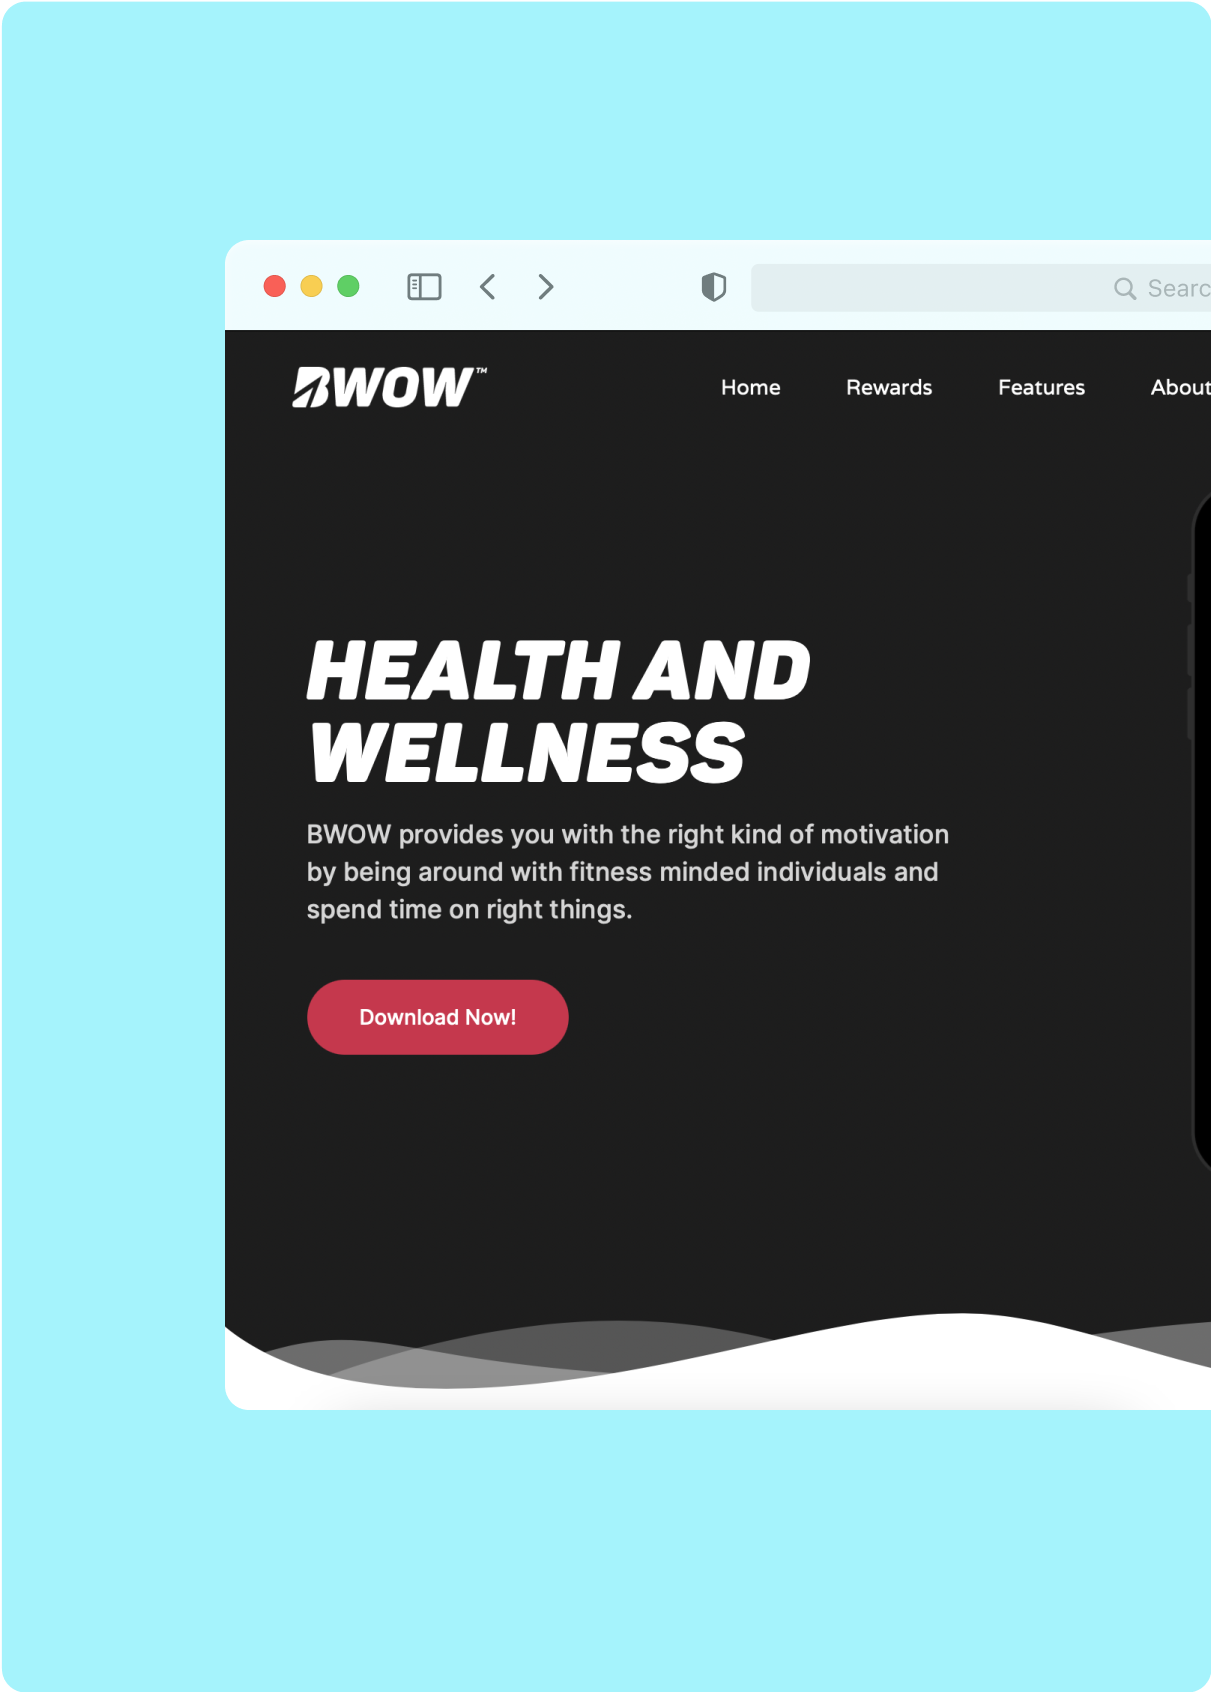 Searc
BWOW™
Home Rewards Features About
HEALTH AND
WELLNESS
BWOW provides you with the right kind of motivation
by being around with fitness minded individuals and
spend time on right things.
Download Now!